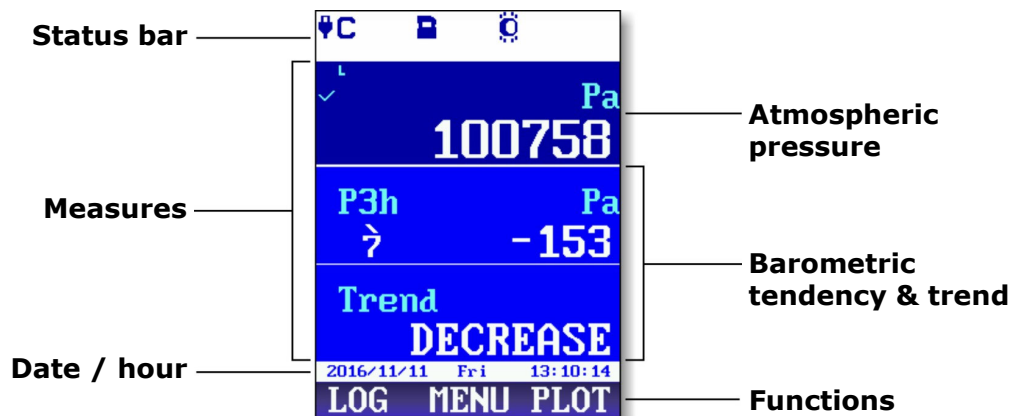 Status bar
C
L
Pa
100758
Atmospheric
pressure
Measures
P3h Pa
7 -153
Barometric
tendency & trend
Trend
DECREASE
Date / hour
2016/11/11 Fri 13:10:14
LOG MENU PLOT
Functions